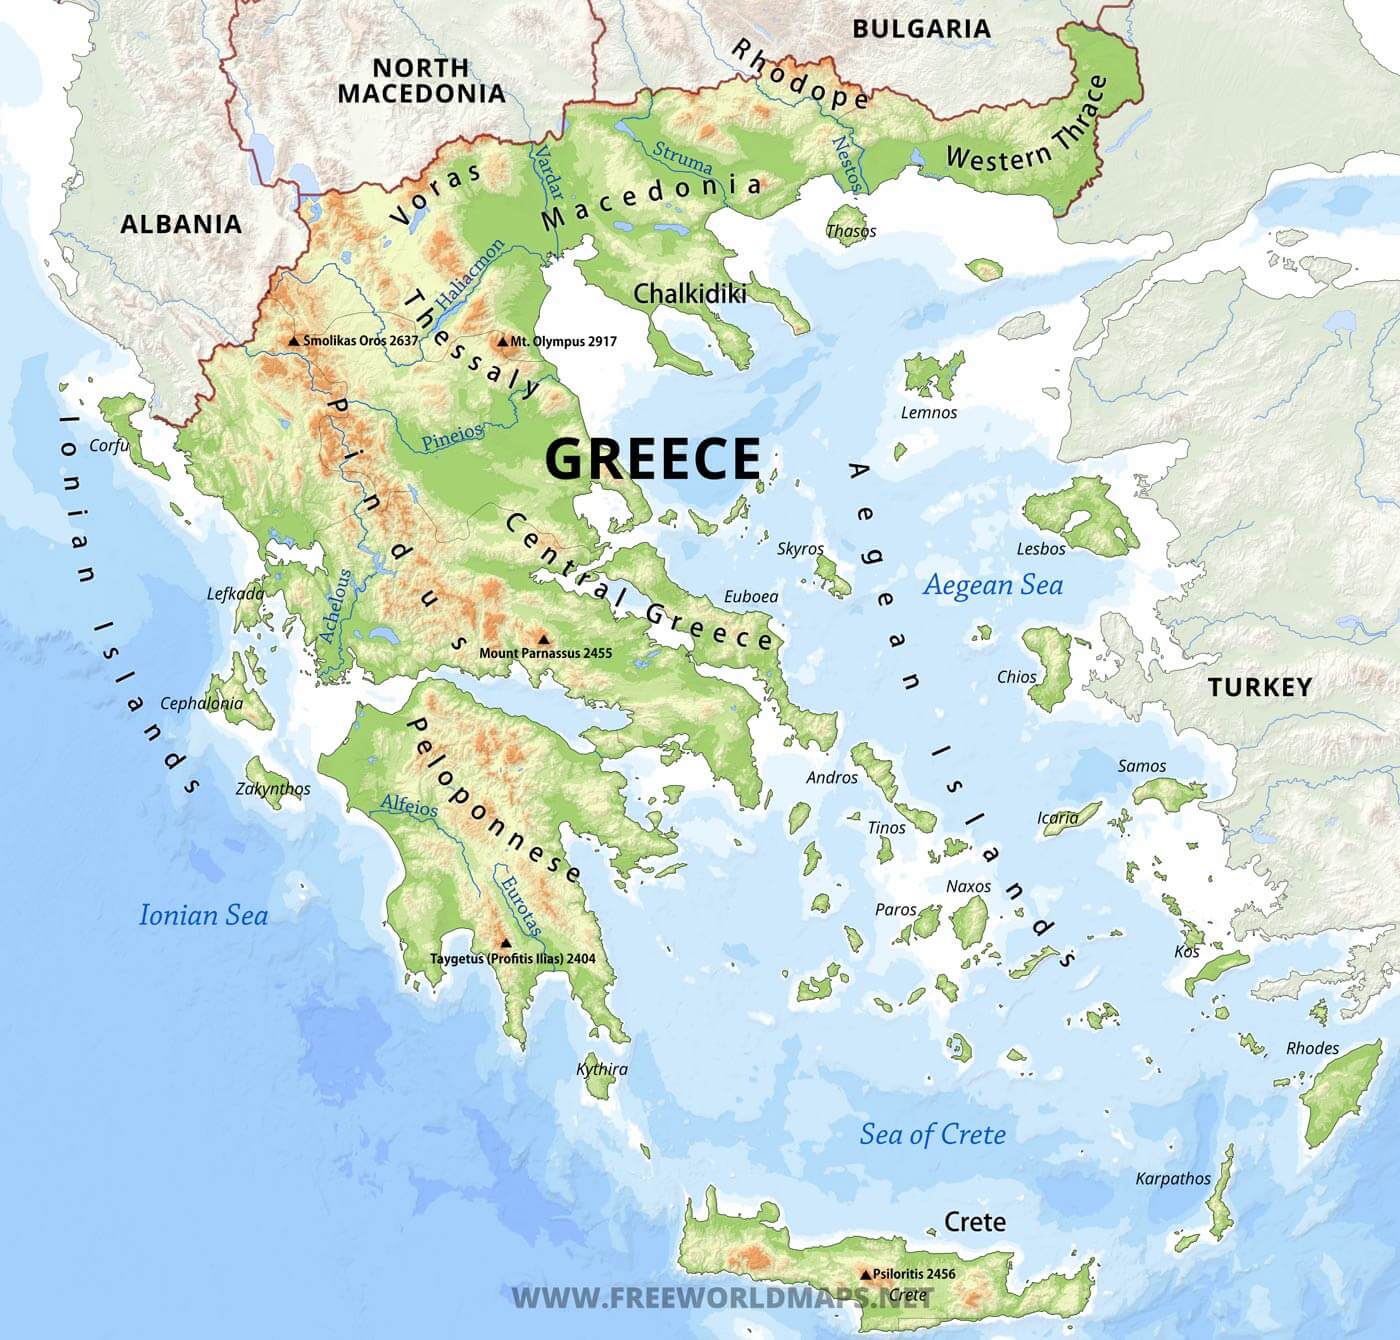 BULGARIA
Rhodope
NORTH
MACEDONIA
Western Thrace
Struma
Nestos
Vardar
Voras
Macedonia
ALBANIA
Thasos
Haliacmon
Chalkidiki
Thessaly
Smolikas Oros 2637
Mt. Olympus 2917
Lemnos
Pindus
Pineios
GREECE
Corfu
Ionian Islands
Aegean Islands
Central Greece
Skyros
Lesbos
Aegean Sea
Euboea
Lefkada
Achelous
Mount Parnassus 2455
Chios
TURKEY
Cephalonia
Peloponnese
Samos
Andros
Zakynthos
Alfeios
Icaria
Tinos
Naxos
Eurotas
Paros
Ionian Sea
Kos
Taygetus (Profitis Ilias) 2404
Rhodes
Kythira
Sea of Crete
Karpathos
Crete
Psiloritis 2456
Crete
WWW.FREEWORLDMAPS.NET